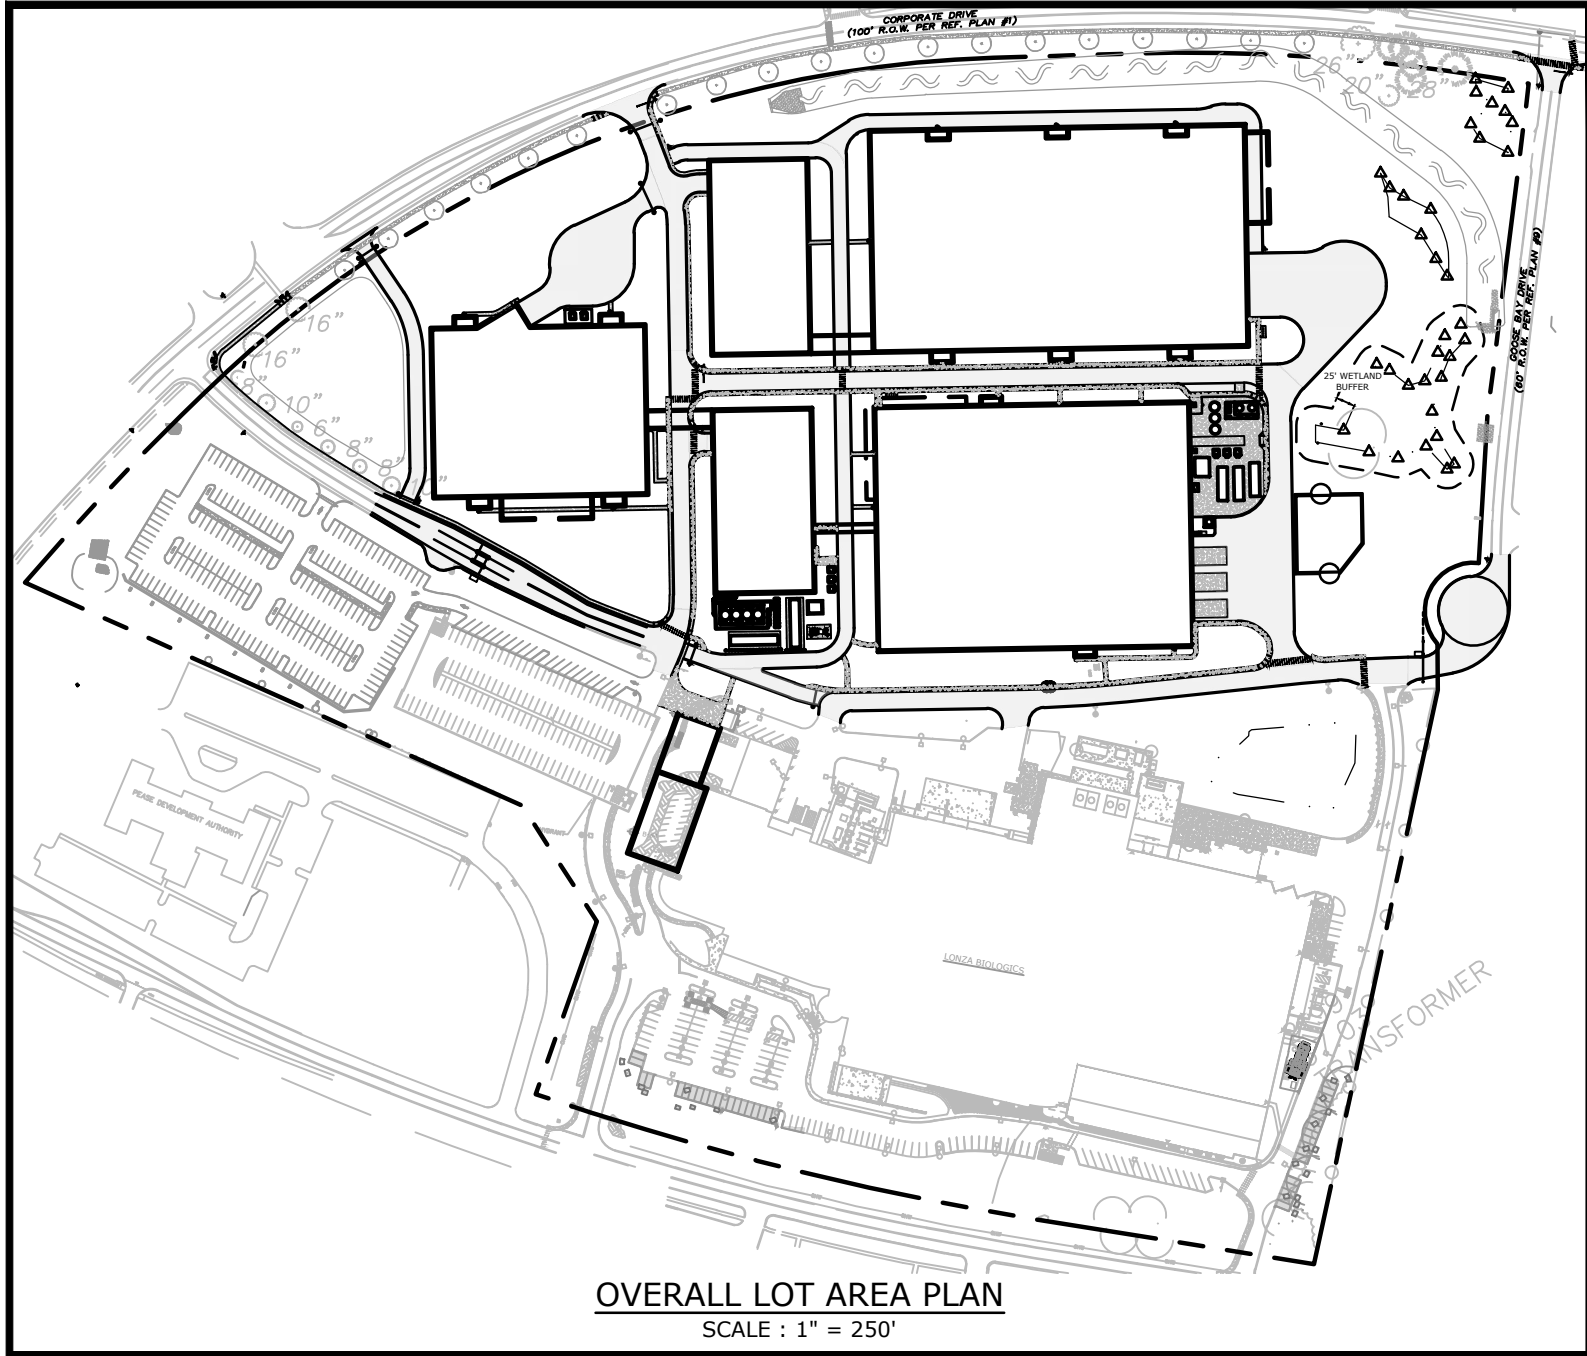 CORPORATE DRIVE
(100' R.O.W. PER REF. PLAN #1)
26"
20"
28"
GOOSE BAY DRIVE
(60' R.O.W. PER REF. PLAN #9)
16"
16"
8"
10"
6"
8"
8"
25' WETLAND
BUFFER
PEASE DEVELOPMENT AUTHORITY
LONZA BIOLOGICS
TRANSFORMER
OVERALL LOT AREA PLAN
SCALE : 1" = 250'